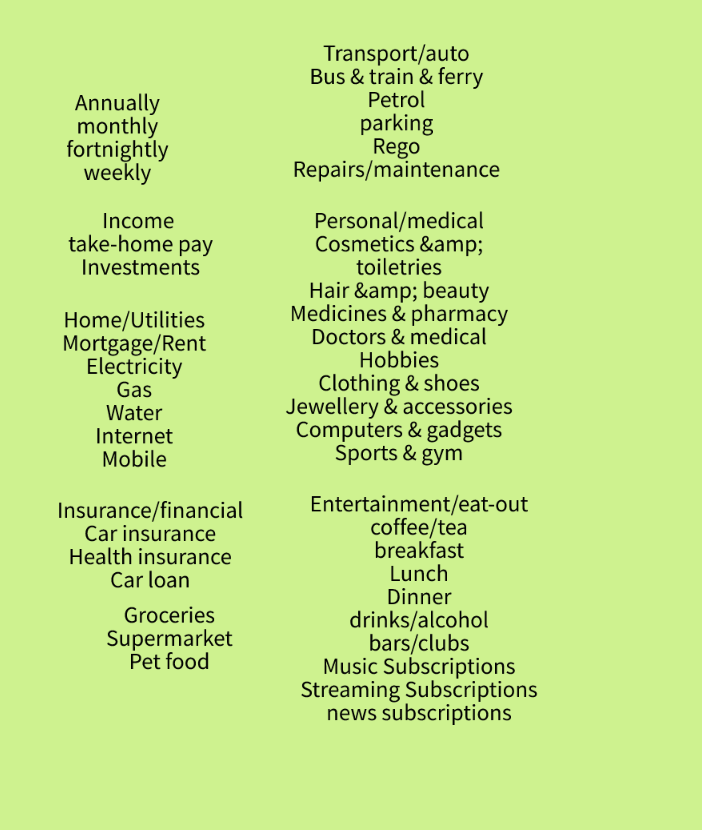 Annually
monthly
fortnightly
weekly
Income
take-home pay
Investments
Home/Utilities
Mortgage/Rent
Electricity
Gas
Water
Internet
Mobile
Insurance/financial
Car insurance
Health insurance
Car loan
Groceries
Supermarket
Pet food
Transport/auto
Bus & train & ferry
Petrol
parking
Rego
Repairs/maintenance
Personal/medical
Cosmetics &amp;
toiletries
Hair &amp; beauty
Medicines & pharmacy
Doctors & medical
Hobbies
Clothing & shoes
Jewellery & accessories
Computers & gadgets
Sports & gym
Entertainment/eat-out
coffee/tea
breakfast
Lunch
Dinner
drinks/alcohol
bars/clubs
Music Subscriptions
Streaming Subscriptions
news subscriptions